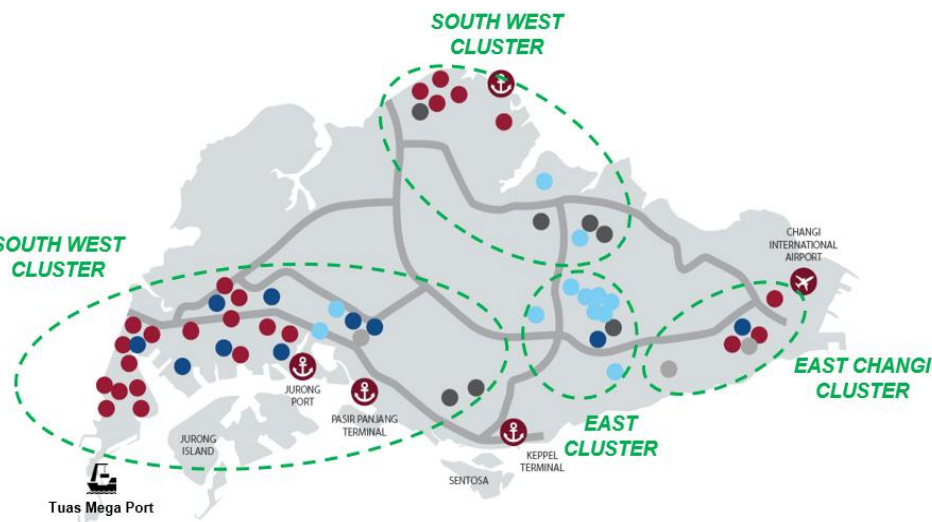 SOUTH WEST
CLUSTER
CHANGI
INTERNATIONAL
AIRPORT
SOUTH WEST
CLUSTER
EAST CHANGI
CLUSTER
JURONG
PORT
PASIR PANJANG
TERMINAL
EAST
CLUSTER
JURONG
ISLAND
KEPPEL
TERMINAL
SENTOSA
Tuas Mega Port